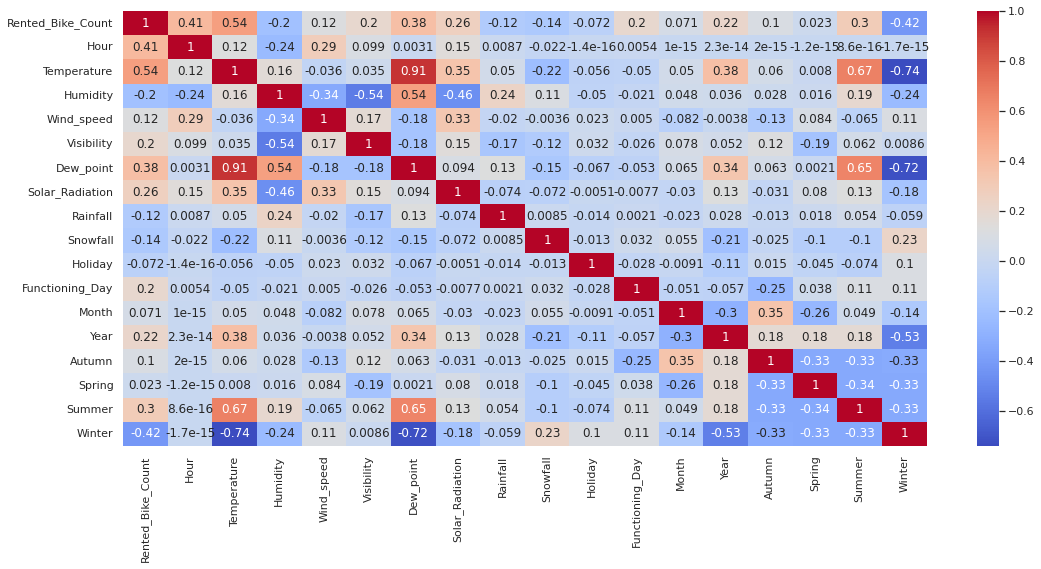 Rented_Bike_Count 1 0.41 0.54 -0.2 0.12 0.2 0.38 0.26 -0.12 -0.14 -0.072 0.2 0.071 0.22 0.1 0.023 0.3 -0.42
Hour 0.41 1 0.12 -0.24 0.29 0.099 0.0031 0.15 0.0087 -0.022 -1.4e-16 0.0054 1e-15 2.3e-14 2e-15 -1.2e-15 8.6e-16 -1.7e-15
Temperature 0.54 0.12 1 0.16 -0.036 0.035 0.91 0.35 0.05 -0.22 -0.056 -0.05 0.05 0.38 0.06 0.008 0.67 -0.74
Humidity -0.2 -0.24 0.16 1 -0.34 -0.54 0.54 -0.46 0.24 0.11 -0.05 -0.021 0.048 0.036 0.028 0.016 0.19 -0.24
Wind_speed 0.12 0.29 -0.036 -0.34 1 0.17 -0.18 0.33 -0.02 -0.0036 0.023 0.005 -0.082 -0.0038 -0.13 0.084 -0.065 0.11
Visibility 0.2 0.099 0.035 -0.54 0.17 1 -0.18 0.15 -0.17 -0.12 0.032 -0.026 0.078 0.052 0.12 -0.19 0.062 0.0086
Dew_point 0.38 0.0031 0.91 0.54 -0.18 -0.18 1 0.094 0.13 -0.15 -0.067 -0.053 0.065 0.34 0.063 0.0021 0.65 -0.72
Solar_Radiation 0.26 0.15 0.35 -0.46 0.33 0.15 0.094 1 -0.074 -0.072 -0.0051 -0.0077 -0.03 0.13 -0.031 0.08 0.13 -0.18
Rainfall -0.12 0.0087 0.05 0.24 -0.02 -0.17 0.13 -0.074 1 0.0085 -0.014 0.0021 -0.023 0.028 -0.013 0.018 0.054 -0.059
Snowfall -0.14 -0.022 -0.22 0.11 -0.0036 -0.12 -0.15 -0.072 0.0085 1 -0.013 0.032 0.055 -0.21 -0.025 -0.1 -0.1 0.23
Holiday -0.072 -1.4e-16 -0.056 -0.05 0.023 0.032 -0.067 -0.0051 -0.014 -0.013 1 -0.028 -0.0091 -0.11 0.015 -0.045 -0.074 0.1
Functioning_Day 0.2 0.0054 -0.05 -0.021 0.005 -0.026 -0.053 -0.0077 0.0021 0.032 -0.028 1 -0.051 -0.057 -0.25 0.038 0.11 0.11
Month 0.071 1e-15 0.05 0.048 -0.082 0.078 0.065 -0.03 -0.023 0.055 -0.0091 -0.051 1 -0.3 0.35 -0.26 0.049 -0.14
Year 0.22 2.3e-14 0.38 0.036 -0.0038 0.052 0.34 0.13 0.028 -0.21 -0.11 -0.057 -0.3 1 0.18 0.18 0.18 -0.53
Autumn 0.1 2e-15 0.06 0.028 -0.13 0.12 0.063 -0.031 -0.013 -0.025 0.015 -0.25 0.35 0.18 1 -0.33 -0.33 -0.33
Spring 0.023 -1.2e-15 0.008 0.016 0.084 -0.19 0.0021 0.08 0.018 -0.1 -0.045 0.038 -0.26 0.18 -0.33 1 -0.34 -0.33
Summer 0.3 8.6e-16 0.67 0.19 -0.065 0.062 0.65 0.13 0.054 -0.1 -0.074 0.11 0.049 0.18 -0.33 -0.34 1 -0.33
Winter -0.42 -1.7e-15 -0.74 -0.24 0.11 0.0086 -0.72 -0.18 -0.059 0.23 0.1 0.11 -0.14 -0.53 -0.33 -0.33 -0.33 1
Rented_Bike_Count
Hour
Temperature
Humidity
Wind_speed
Visibility
Dew_point
Solar_Radiation
Rainfall
Snowfall
Holiday
Functioning_Day
Month
Year
Autumn
Spring
Summer
Winter
1.0
0.8
0.6
0.4
0.2
0.0
−0.2
−0.4
−0.6